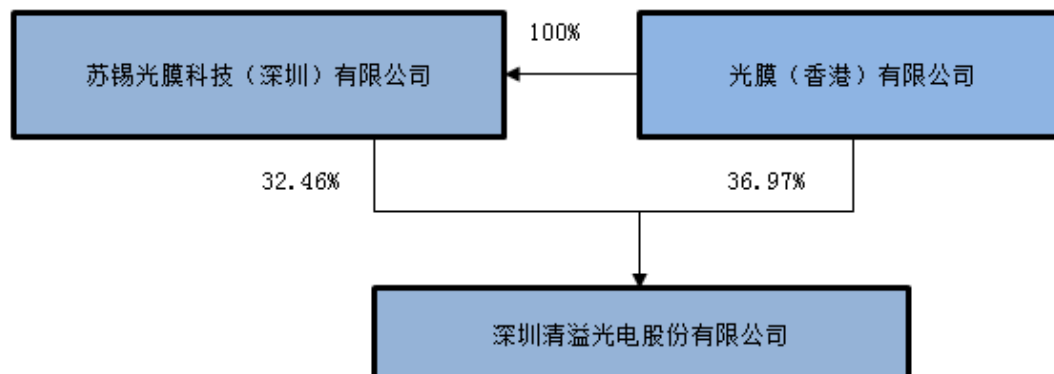 100%
苏锡光膜科技（深圳）有限公司
光膜（香港）有限公司
32.46%
36.97%
深圳清溢光电股份有限公司